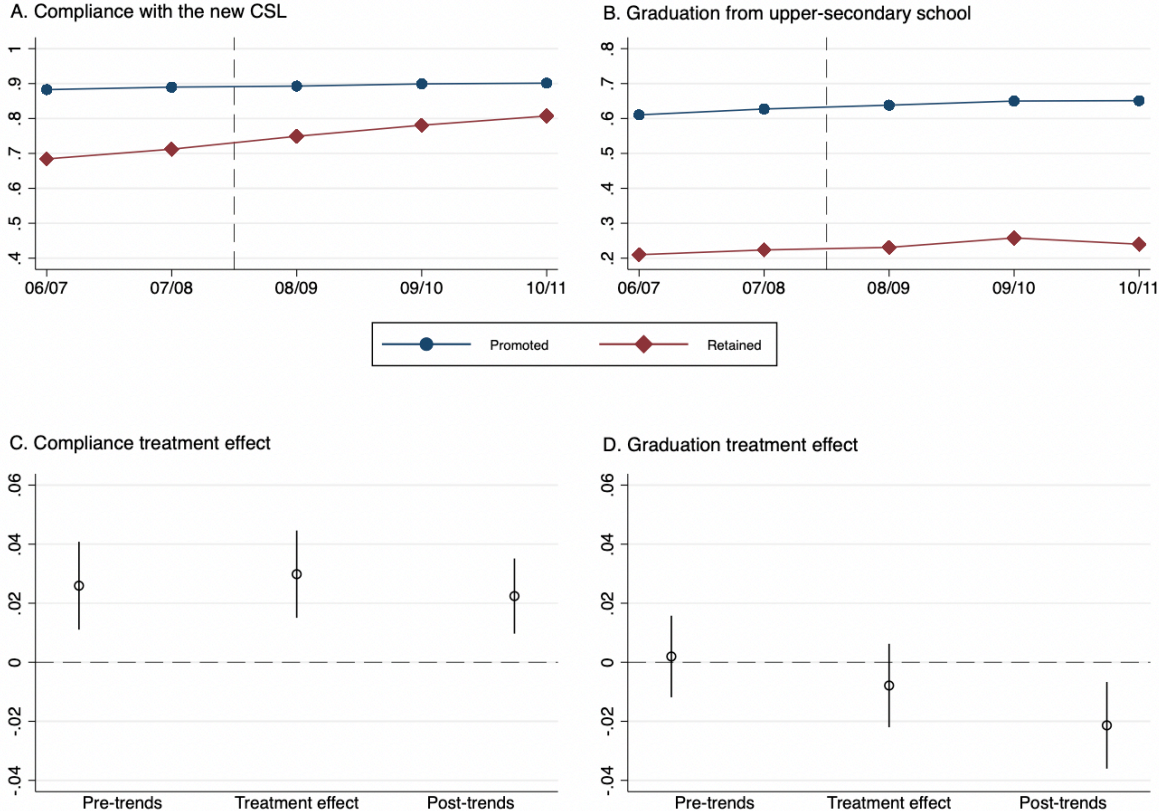 A. Compliance with the new CSL
1
.9
.8
.7
.6
.5
.4
06/07 07/08 08/09 09/10 10/11
B. Graduation from upper-secondary school
.8
.7
.6
.5
.4
.3
.2
06/07 07/08 08/09 09/10 10/11
Promoted Retained
C. Compliance treatment effect
.06
.04
.02
0
-.02
-.04
Pre-trends Treatment effect Post-trends
D. Graduation treatment effect
.06
.04
.02
0
-.02
-.04
Pre-trends Treatment effect Post-trends